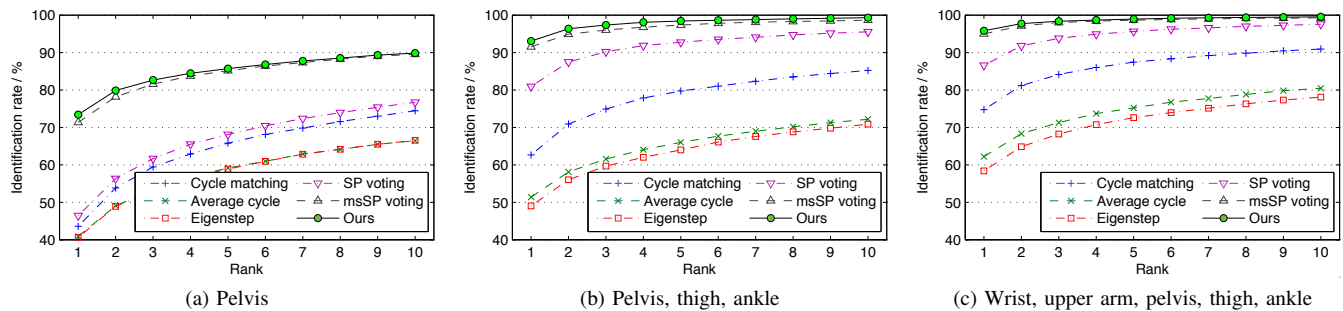 100
90
80
70
60
50
40
Identification rate / %
Cycle matching
Average cycle
Eigenstep
SP voting
msSP voting
Ours
1 2 3 4 5 6 7 8 9 10
Rank
(a) Pelvis
100
90
80
70
60
50
40
Identification rate / %
Cycle matching
Average cycle
Eigenstep
SP voting
msSP voting
Ours
1 2 3 4 5 6 7 8 9 10
Rank
(b) Pelvis, thigh, ankle
100
90
80
70
60
50
40
Identification rate / %
Cycle matching
Average cycle
Eigenstep
SP voting
msSP voting
Ours
1 2 3 4 5 6 7 8 9 10
Rank
(c) Wrist, upper arm, pelvis, thigh, ankle